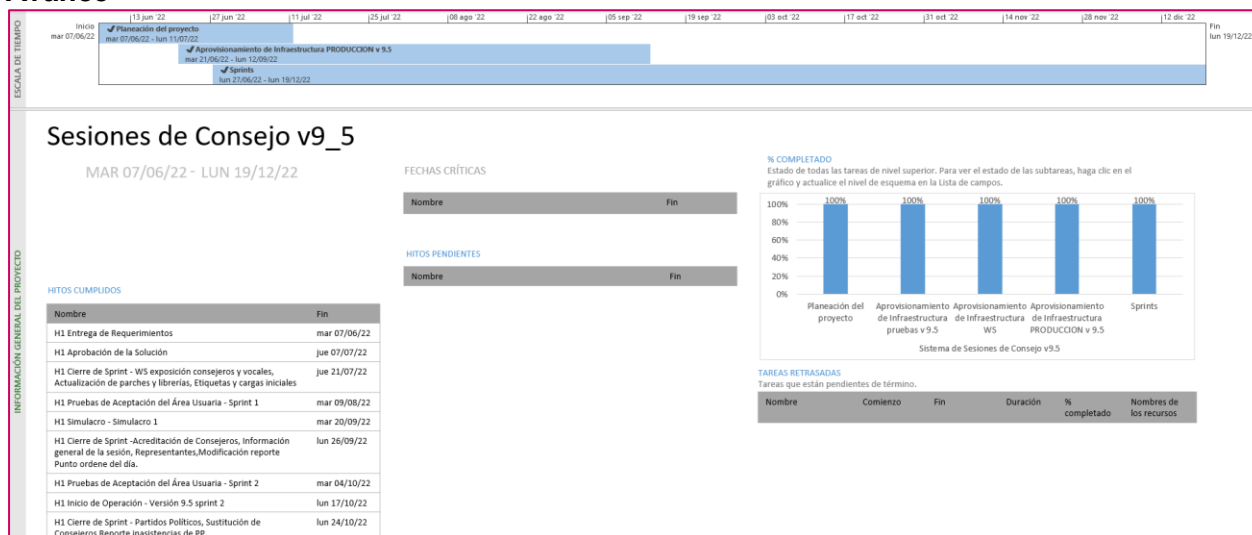 13 jun '22
27 jun '22
11 jul '22
25 jul '22
08 ago '22
22 ago '22
05 sep '22
19 sep '22
03 oct '22
17 oct '22
31 oct '22
14 nov '22
28 nov '22
12 dic '22
ESCALA DE TIEMPO
Inicio
mar 07/06/22
Planeación del proyecto
mar 07/06/22 - lun 11/07/22
Aprovisionamiento de Infraestructura PRODUCCION v 9.5
mar 21/06/22 - lun 12/09/22
Sprints
lun 27/06/22 - lun 19/12/22
Fin
lun 19/12/22
INFORMACIÓN GENERAL DEL PROYECTO
Sesiones de Consejo v9_5
MAR 07/06/22 - LUN 19/12/22
HITOS CUMPLIDOS
Nombre Fin
H1 Entrega de Requerimientos mar 07/06/22
H1 Aprobación de la Solución jue 07/07/22
H1 Cierre de Sprint - WS exposición consejeros y vocales, jue 21/07/22
Actualización de parches y librerías, Etiquetas y cargas iniciales
H1 Pruebas de Aceptación del Área Usuaria - Sprint 1 mar 09/08/22
H1 Simulacro - Simulacro 1 mar 20/09/22
H1 Cierre de Sprint -Acreditación de Consejeros, Información lun 26/09/22
general de la sesión, Representantes,Modificación reporte
Punto ordene del día.
H1 Pruebas de Aceptación del Área Usuaria - Sprint 2 mar 04/10/22
H1 Inicio de Operación - Versión 9.5 sprint 2 lun 17/10/22
H1 Cierre de Sprint - Partidos Políticos, Sustitución de lun 24/10/22
Consejeros Reporte inasistencias de PP.
FECHAS CRÍTICAS
Nombre Fin
HITOS PENDIENTES
Nombre Fin
% COMPLETADO
Estado de todas las tareas de nivel superior. Para ver el estado de las subtareas, haga clic en el
gráfico y actualice el nivel de esquema en la Lista de campos.
100% 100% 100% 100% 100%
100%
80%
60%
40%
20%
0%
Planeación del proyecto
Aprovisionamiento de Infraestructura pruebas v 9.5
Aprovisionamiento de Infraestructura WS
Aprovisionamiento de Infraestructura PRODUCCION v 9.5
Sprints
Sistema de Sesiones de Consejo v9.5
TAREAS RETRASADAS
Tareas que están pendientes de término.
Nombre Comienzo Fin Duración % completado Nombres de los recursos